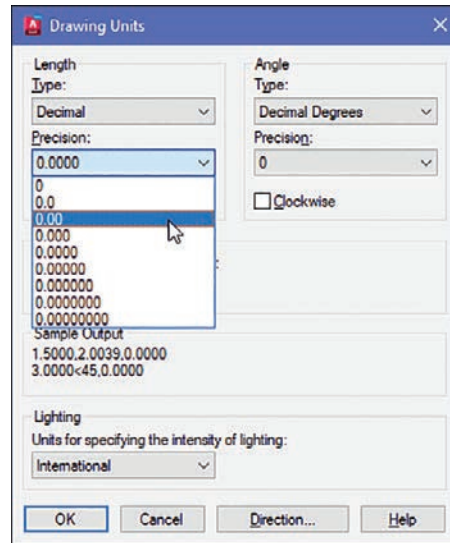 Drawing Units
Length
Type:
Decimal
Precision:
0.0000
0
0.0
0.00
0.000
0.0000
0.00000
0.000000
0.0000000
0.00000000
Angle
Type:
Decimal Degrees
Precision:
0
Clockwise
:
Sample Output
1.5000,2.0039,0.0000
3.0000<45,0.0000
Lighting
Units for specifying the intensity of lighting:
International
OK Cancel Direction... Help